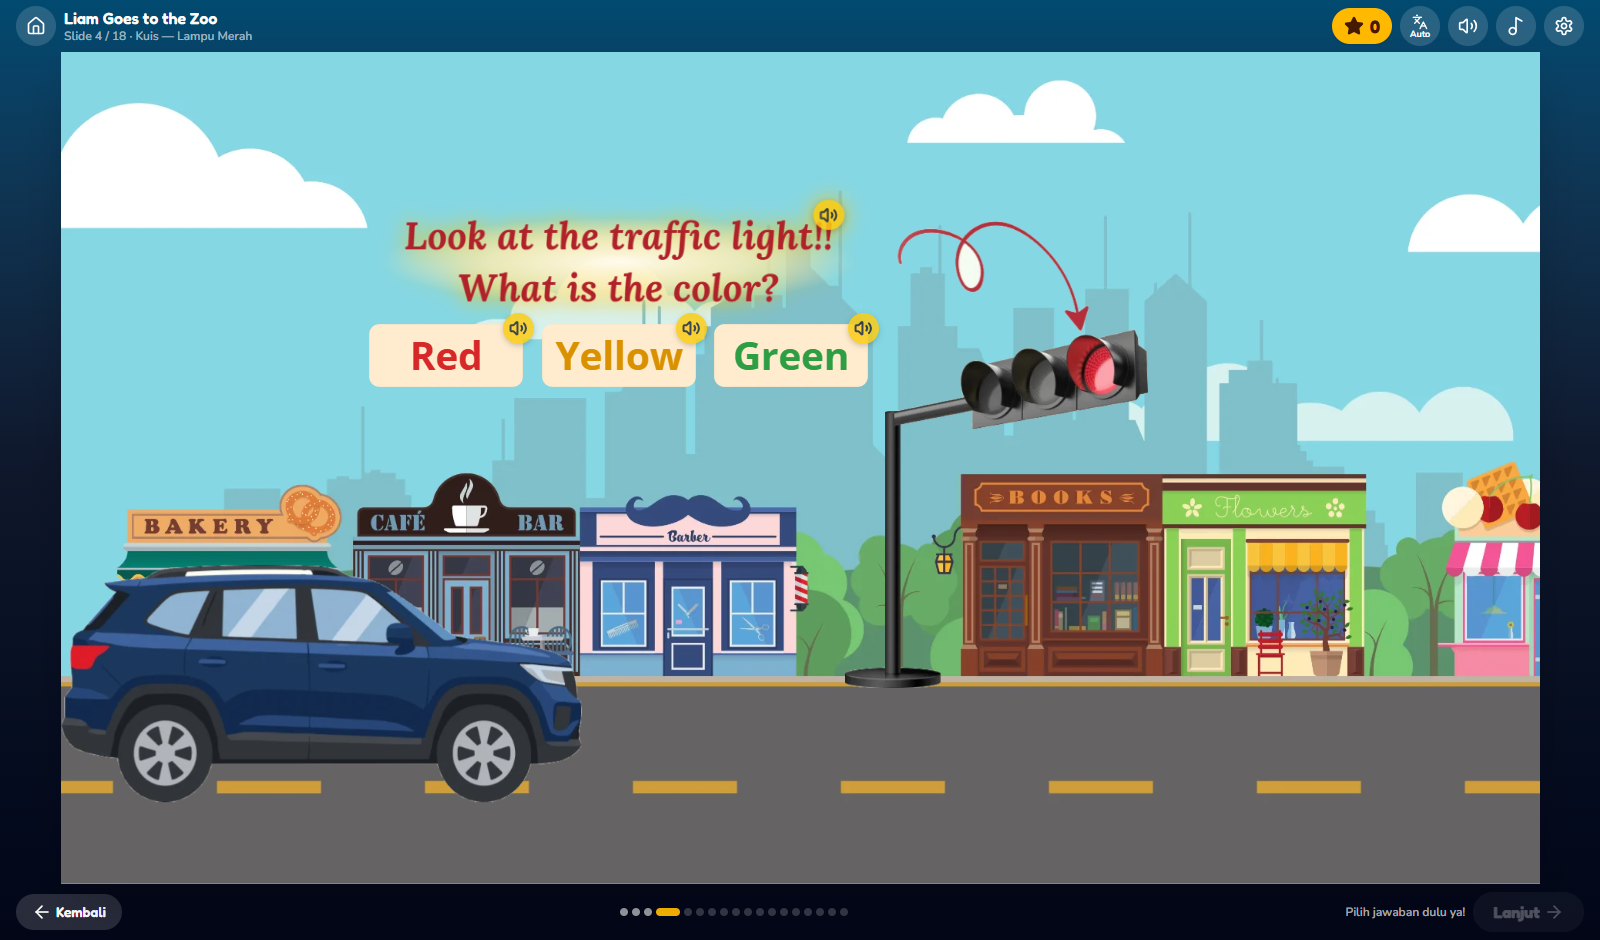 Liam Goes to the Zoo
Slide 4 / 18 · Kuis — Lampu Merah
0
Auto
Look at the traffic light!!
What is the color?
Red
Yellow
Green
BAKERY
CAFÉ BAR
Barber
BOOKS
Flowers
Kembali
Pilih jawaban dulu ya!
Lanjut